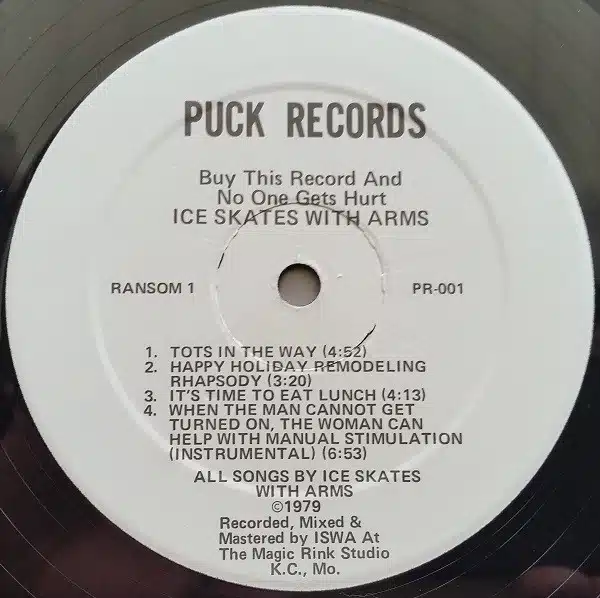 PUCK RECORDS
Buy This Record And
No One Gets Hurt
ICE SKATES WITH ARMS
RANSOM 1
PR-001
1. TOTS IN THE WAY (4:52)
2. HAPPY HOLIDAY REMODELING
RHAPSODY (3:20)
3. IT'S TIME TO EAT LUNCH (4:13)
4. WHEN THE MAN CANNOT GET
TURNED ON, THE WOMAN CAN
HELP WITH MANUAL STIMULATION
(INSTRUMENTAL) (6:53)
ALL SONGS BY ICE SKATES
WITH ARMS
©1979
Recorded, Mixed &
Mastered by ISWA At
The Magic Rink Studio
K.C., Mo.